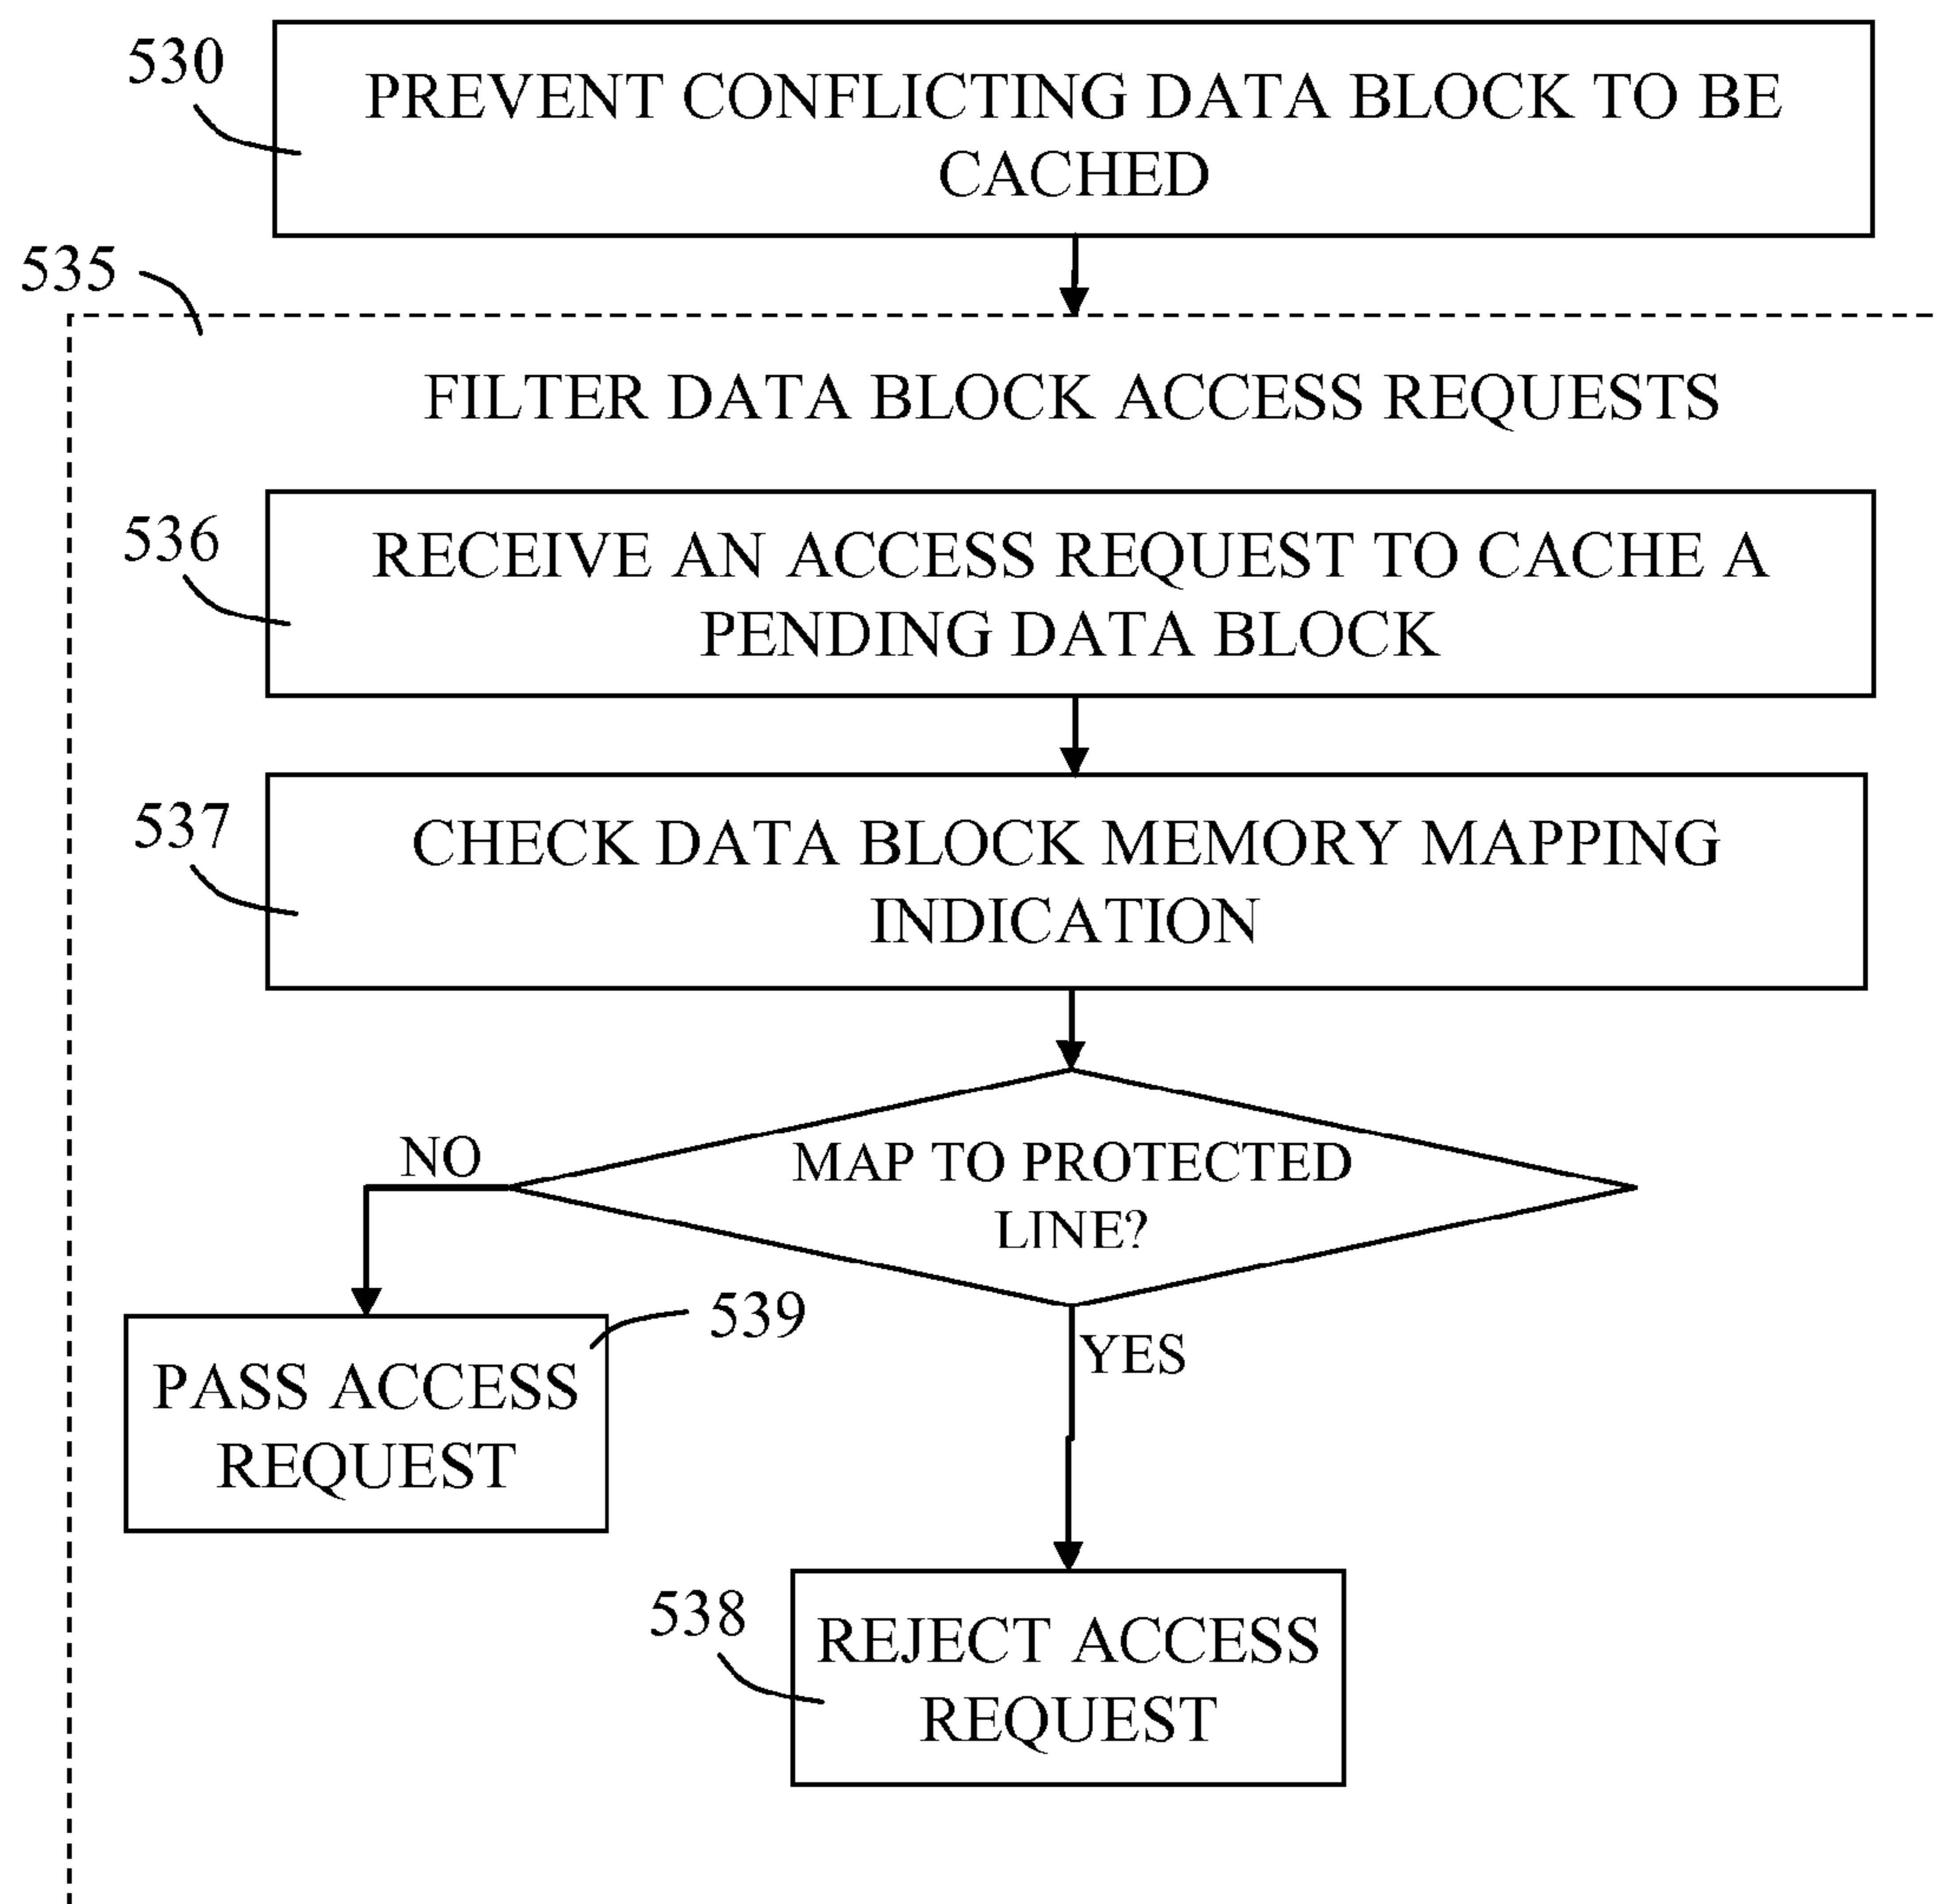 530
PREVENT CONFLICTING DATA BLOCK TO BE
CACHED
535
FILTER DATA BLOCK ACCESS REQUESTS
536
RECEIVE AN ACCESS REQUEST TO CACHE A
PENDING DATA BLOCK
537
CHECK DATA BLOCK MEMORY MAPPING
INDICATION
NO
MAP TO PROTECTED
LINE?
539
YES
PASS ACCESS
REQUEST
538
REJECT ACCESS
REQUEST